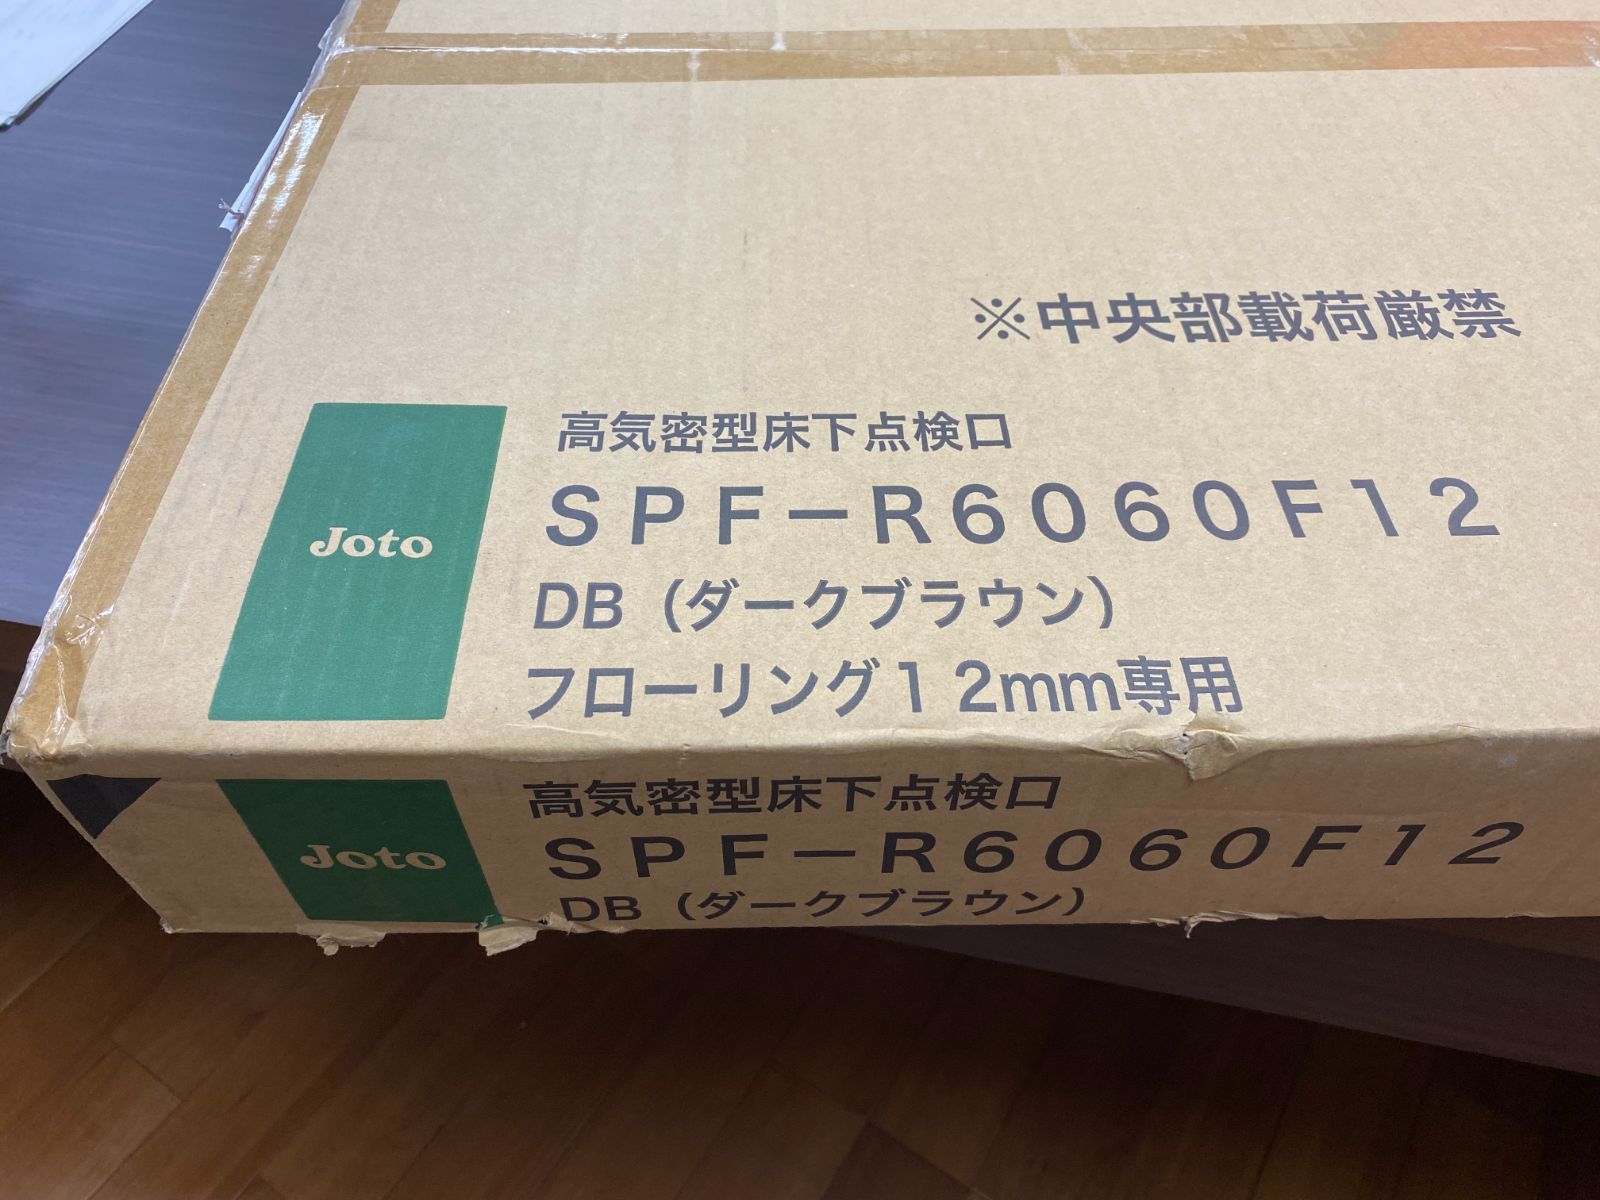 ※中央部載荷厳禁
Joto
高気密型床下点検口
SPF-R6060F12
DB(ダークブラウン)
フローリング12mm専用
Joto
高気密型床下点検口
SPF-R6060F12
DB(ダークブラウン)